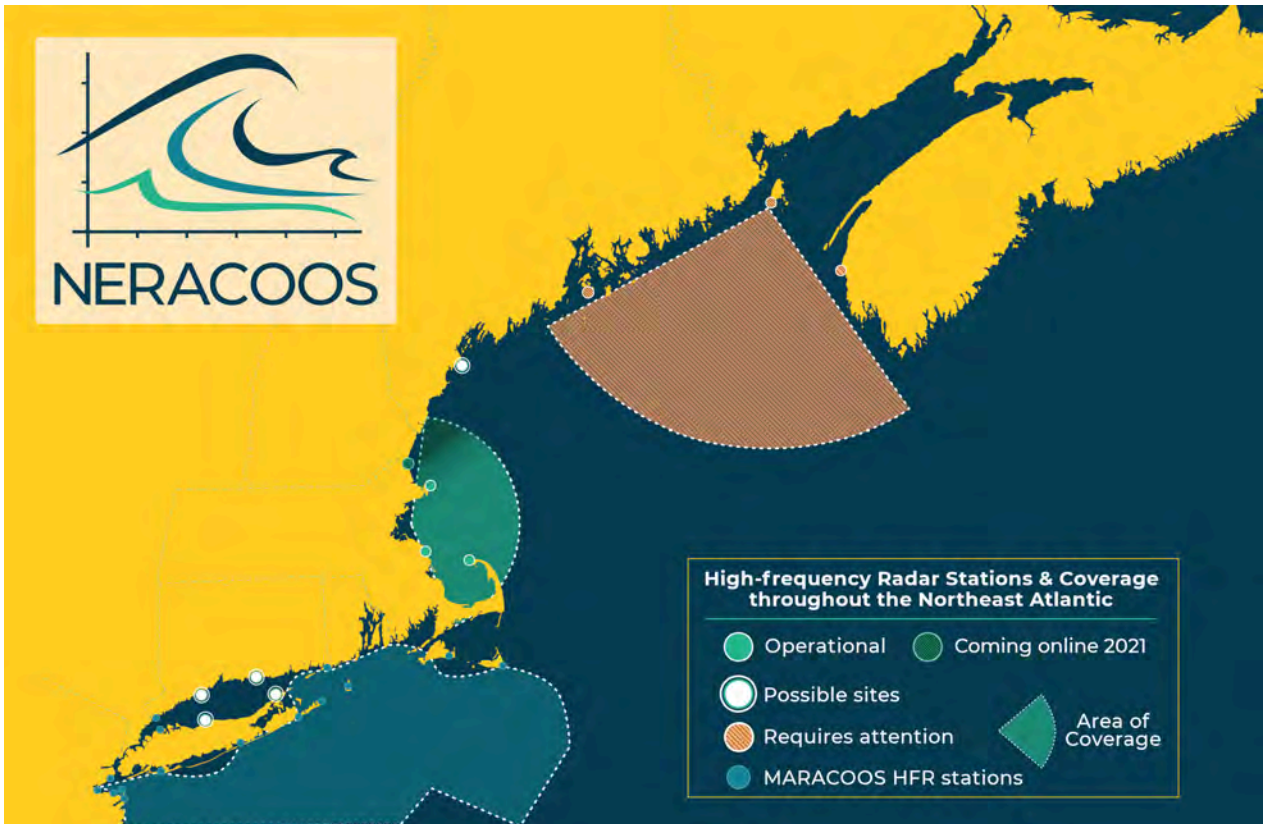 NERACOOS
High-frequency Radar Stations & Coverage
throughout the Northeast Atlantic
Operational
Coming online 2021
Possible sites
Requires attention
Area of
Coverage
MARACOOS HFR stations